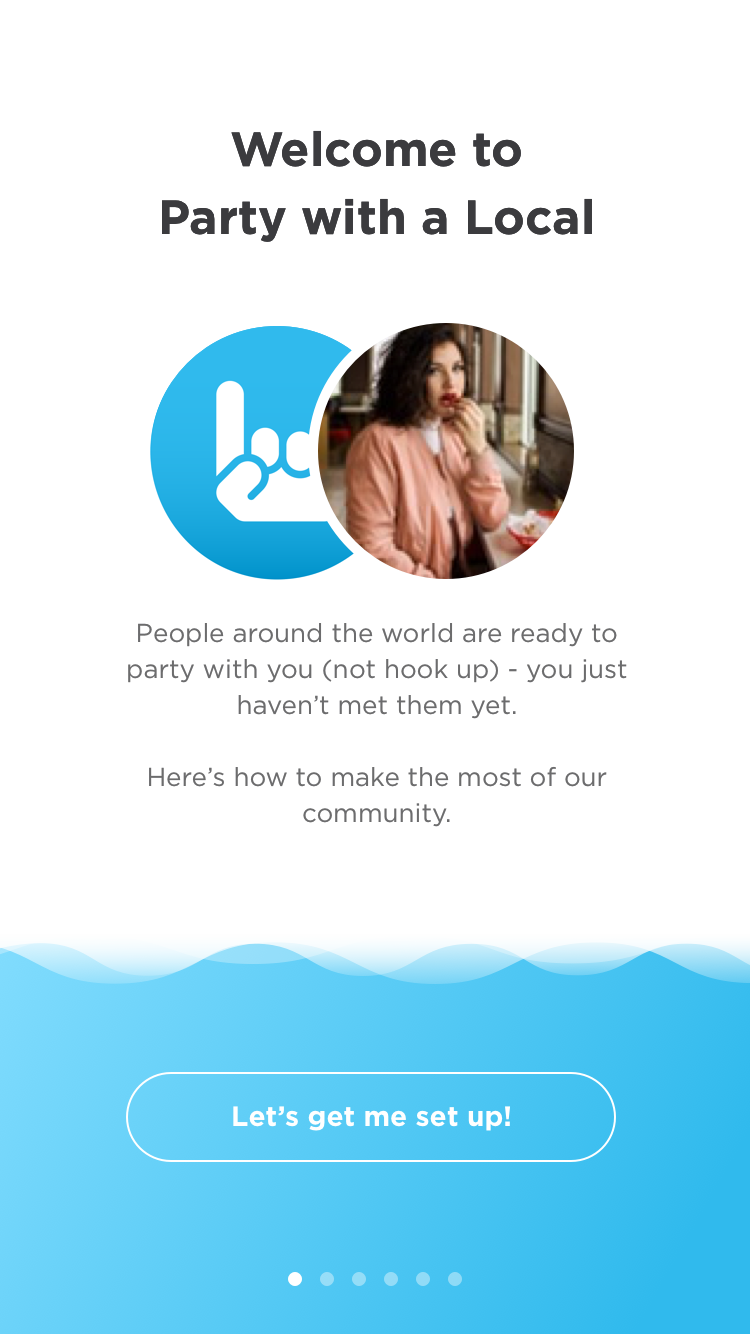 Welcome to
Party with a Local
People around the world are ready to
party with you (not hook up) - you just
haven’t met them yet.
Here’s how to make the most of our
community.
Let’s get me set up!